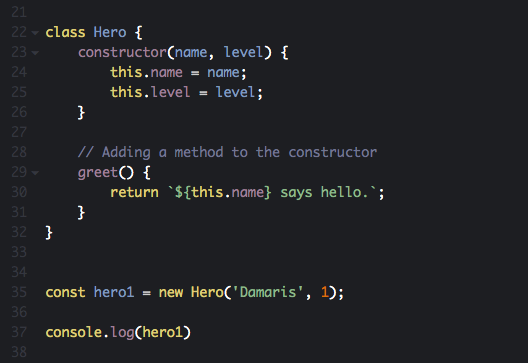 21
22 class Hero {
23     constructor(name, level) {
24         this.name = name;
25         this.level = level;
26     }
27
28     // Adding a method to the constructor
29     greet() {
30         return `${this.name} says hello.`;
31     }
32 }
33
34
35 const hero1 = new Hero('Damaris', 1);
36
37 console.log(hero1)
38